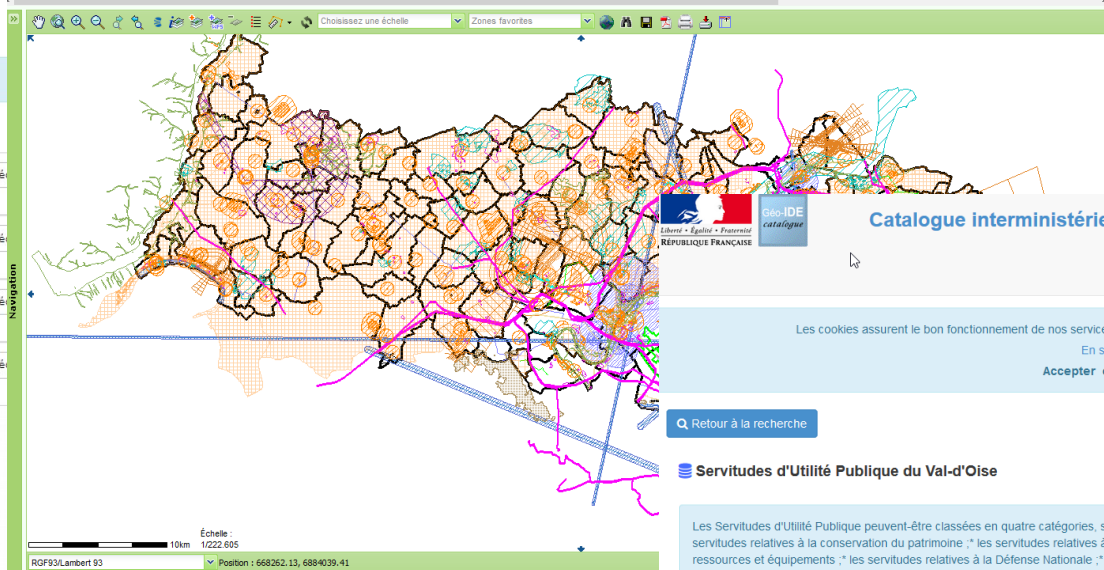 Choisissez une échelle
Zones favorites
Navigation
Liberté • Égalité • Fraternité
RÉPUBLIQUE FRANÇAISE
Géo-IDE
catalogue
Catalogue interministérie
Les cookies assurent le bon fonctionnement de nos service
En s
Accepter
Retour à la recherche
Servitudes d'Utilité Publique du Val-d'Oise
Les Servitudes d'Utilité Publique peuvent-être classées en quatre catégories, s
servitudes relatives à la conservation du patrimoine ;* les servitudes relatives à
ressources et équipements ;* les servitudes relatives à la Défense Nationale ;*
Échelle :
10km 1/222.605
RGF93/Lambert 93
Position : 668262.13, 6884039.41